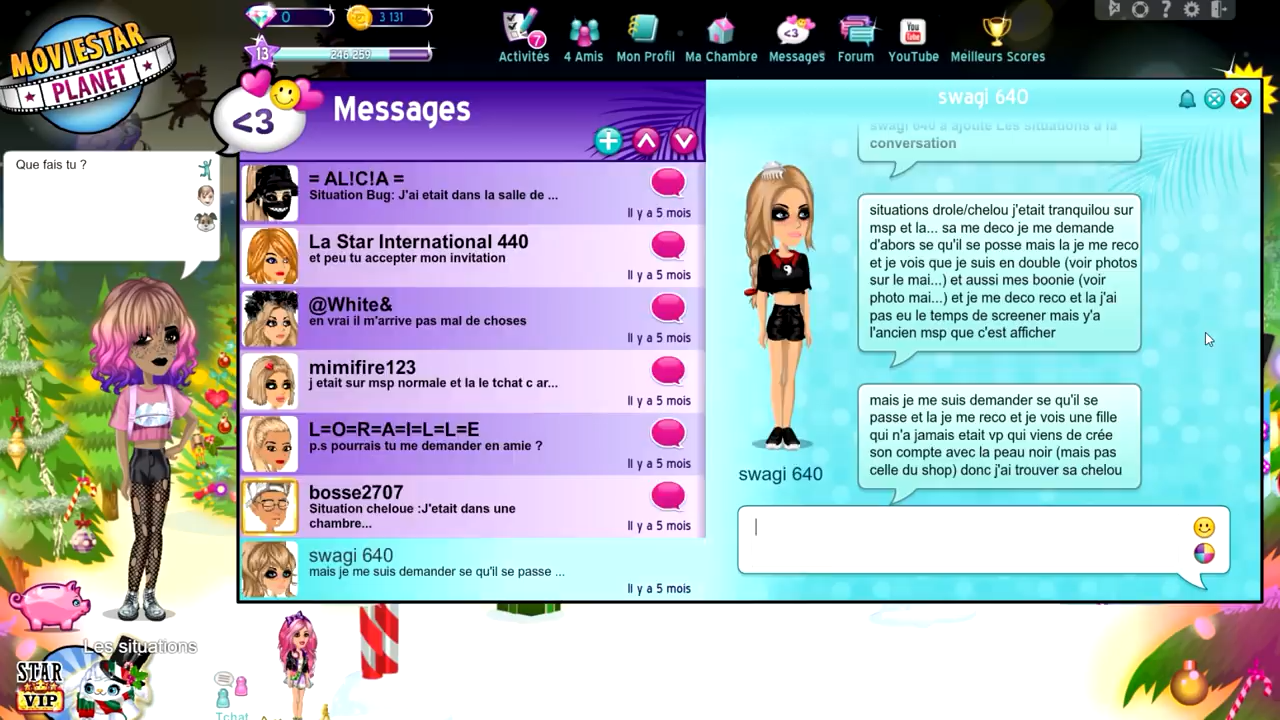 MOVIESTAR
PLANET
0
3 131
13
246.259
7
Activités
4 Amis
Mon Profil
Ma Chambre
<3
Messages
Forum
You
Tube
YouTube
Meilleurs Scores
Que fais tu ?
<3
Messages
= AL!C!A =
Situation Bug: J'ai etait dans la salle de ...
Il y a 5 mois
La Star International 440
et peu tu accepter mon invitation
Il y a 5 mois
@White&
en vrai il m'arrive pas mal de choses
Il y a 5 mois
mimifire123
j etait sur msp normale et la le tchat c ar...
Il y a 5 mois
L=O=R=A=I=L=L=E
p.s pourrais tu me demander en amie ?
Il y a 5 mois
bosse2707
Situation cheloue :J'etait dans une
chambre...
Il y a 5 mois
swagi 640
mais je me suis demander se qu'il se passe ...
Il y a 5 mois
swagi 640
swagi 640 a ajouté Les situations à la
conversation
situations drole/chelou j'etait tranquilou sur
msp et la... sa me deco je me demande
d'abors se qu'il se posse mais la je me reco
et je vois que je suis en double (voir photos
sur le mai...) et aussi mes boonie (voir
photo mai...) et je me deco reco et la j'ai
pas eu le temps de screener mais y'a
l'ancien msp que c'est afficher
mais je me suis demander se qu'il se
passe et la je me reco et je vois une fille
qui n'a jamais etait vp qui viens de crée
son compte avec la peau noir (mais pas
celle du shop) donc j'ai trouver sa chelou
swagi 640
Les situations
STAR
VIP
Tchat